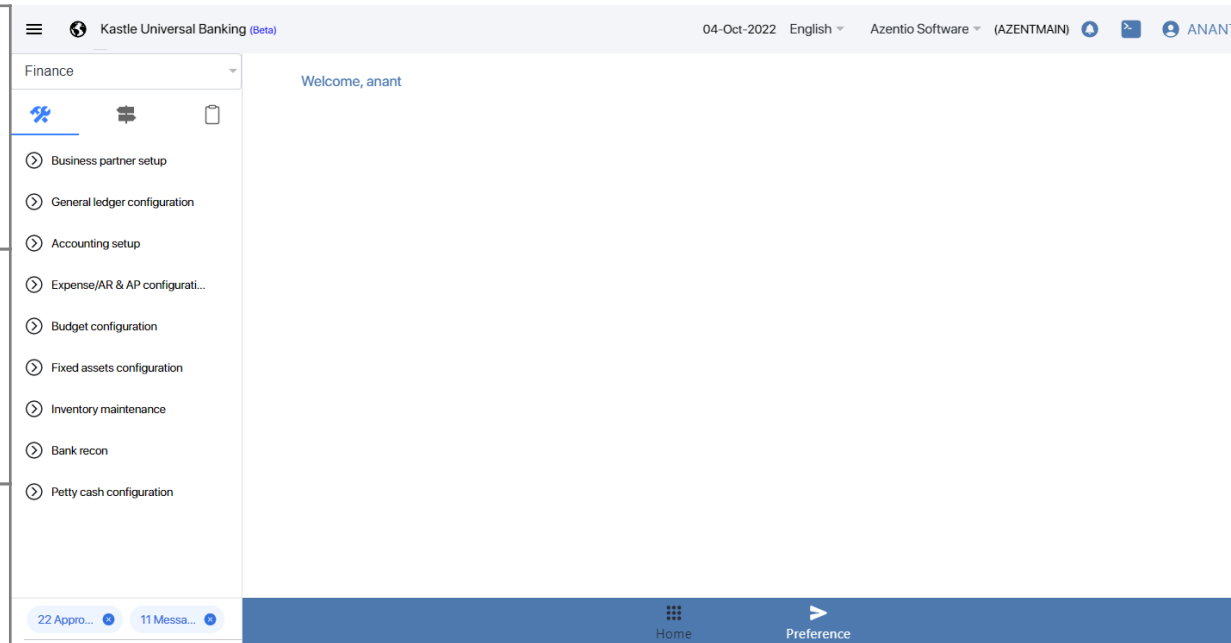 Kastle Universal Banking (Beta) 04-Oct-2022 English Azentio Software (AZENTMAIN) ANANT
Finance
Welcome, anant
Business partner setup
General ledger configuration
Accounting setup
Expense/AR & AP configurati...
Budget configuration
Fixed assets configuration
Inventory maintenance
Bank recon
Petty cash configuration
22 Appro... 11 Messa...
Home Preference